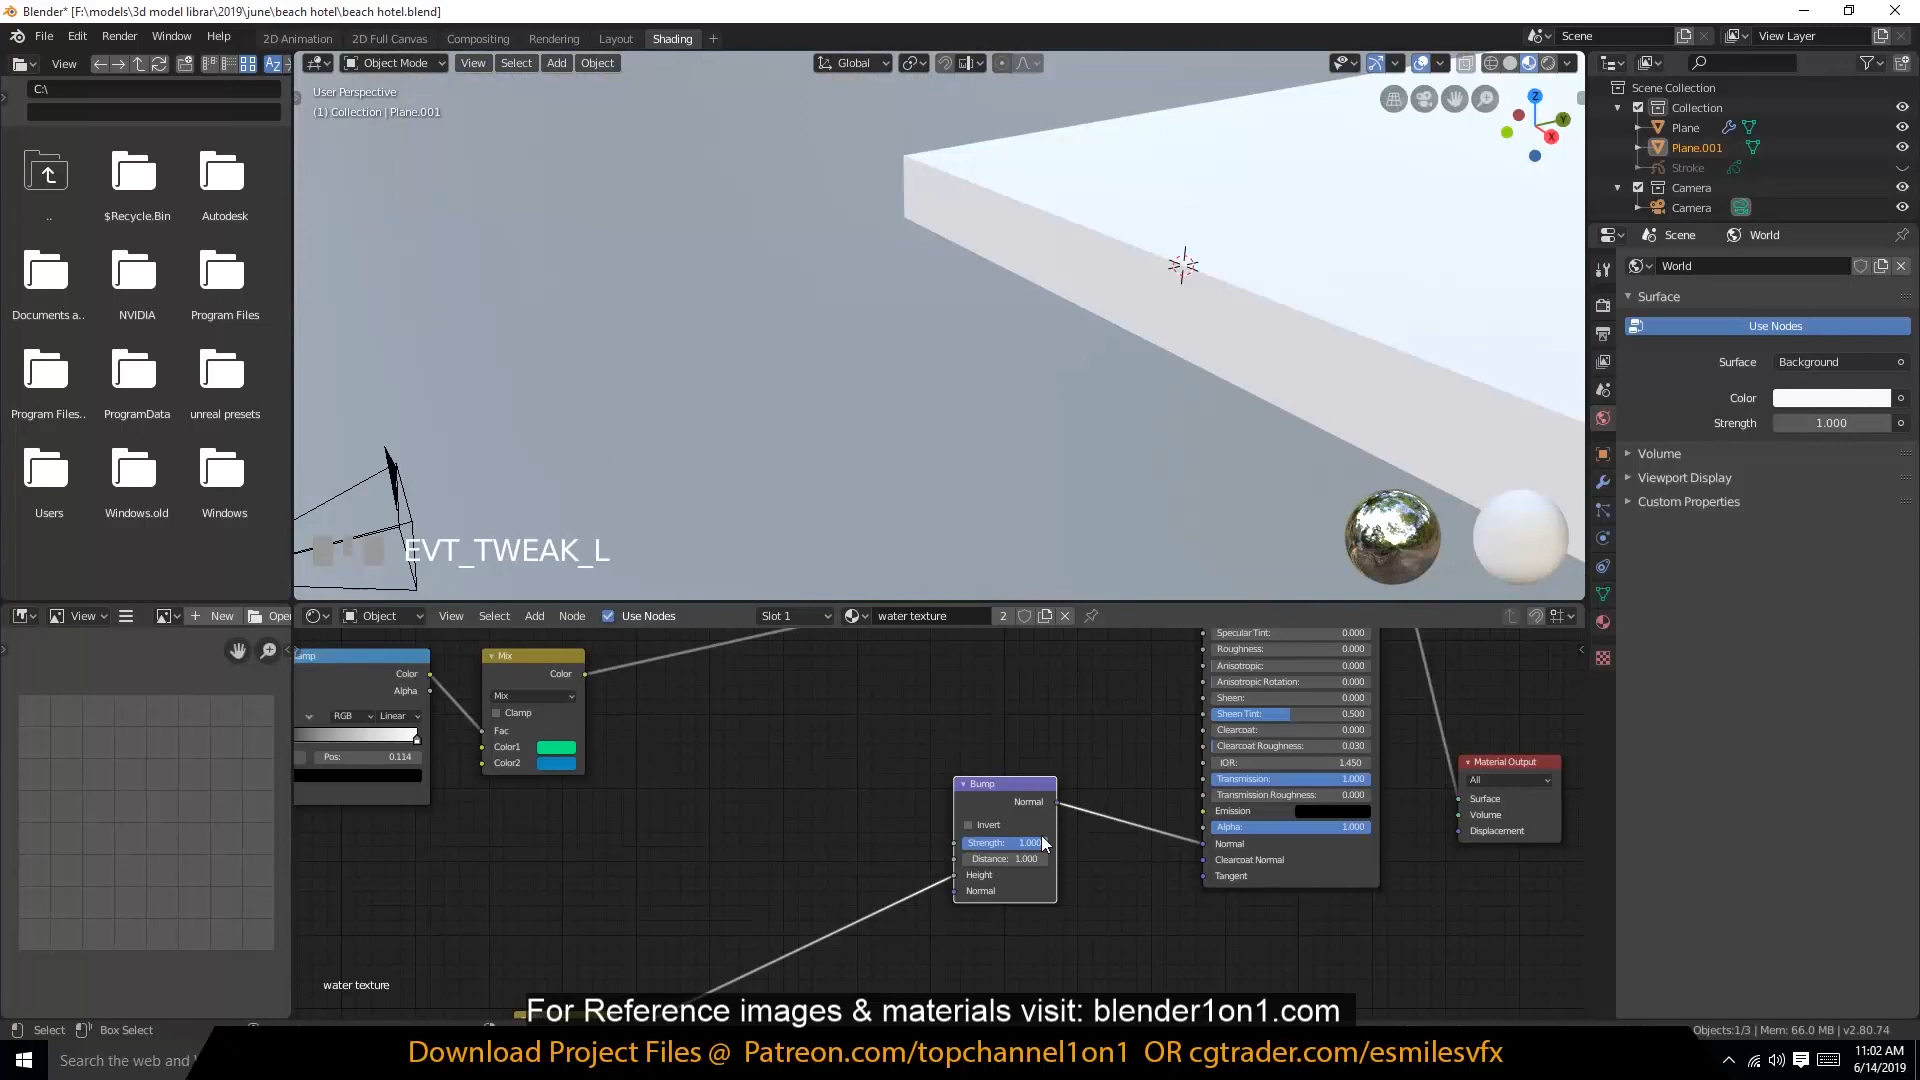 Blender* [F:\models\3d model librar\2019\june\beach hotel\beach hotel.blend]
File Edit Render Window Help 2D Animation 2D Full Canvas Compositing Rendering Layout Shading +
Scene View Layer
View
Object Mode View Select Add Object Global
C:\
User Perspective
(1) Collection | Plane.001
.. $Recycle.Bin Autodesk
Documents a.. NVIDIA Program Files
Program Files.. ProgramData unreal presets
Users Windows.old Windows
EVT_TWEAK_L
Z
Y
X
Scene Collection
Collection
Plane
Plane.001
Stroke
Camera
Camera
Scene World
World
Surface
Use Nodes
Surface Background
Color
Strength 1.000
Volume
Viewport Display
Custom Properties
View + New Ope
Object View Select Add Node Use Nodes Slot 1 water texture 2
amp
Color
Alpha
RGB Linear
Pos: 0.114
Mix
Color
Mix
Clamp
Fac
Color1
Color2
Bump
Normal
Invert
Strength: 1.000
Distance: 1.000
Height
Normal
Specular Tint: 0.000
Roughness: 0.000
Anisotropic: 0.000
Anisotropic Rotation: 0.000
Sheen: 0.000
Sheen Tint: 0.500
Clearcoat: 0.000
Clearcoat Roughness: 0.030
IOR: 1.450
Transmission: 1.000
Transmission Roughness: 0.000
Emission
Alpha: 1.000
Normal
Clearcoat Normal
Tangent
Material Output
All
Surface
Volume
Displacement
water texture
For Reference images & materials visit: blender1on1.com
Select Box Select
Objects:1/3 | Mem: 66.0 MB | v2.80.74
Search the web and
Download Project Files @ Patreon.com/topchannel1on1 OR cgtrader.com/esmilesvfx
11:02 AM
6/14/2019